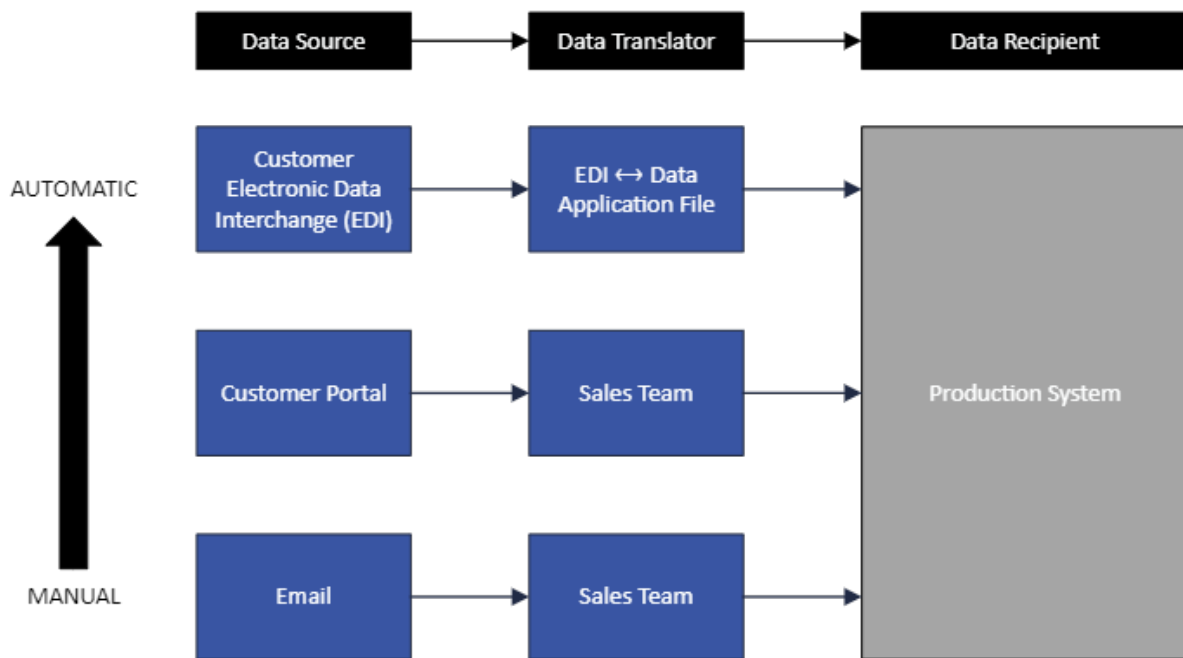 Data Source
Data Translator
Data Recipient
AUTOMATIC
Customer
Electronic Data
Interchange (EDI)
EDI ↔ Data
Application File
Customer Portal
Sales Team
Production System
MANUAL
Email
Sales Team